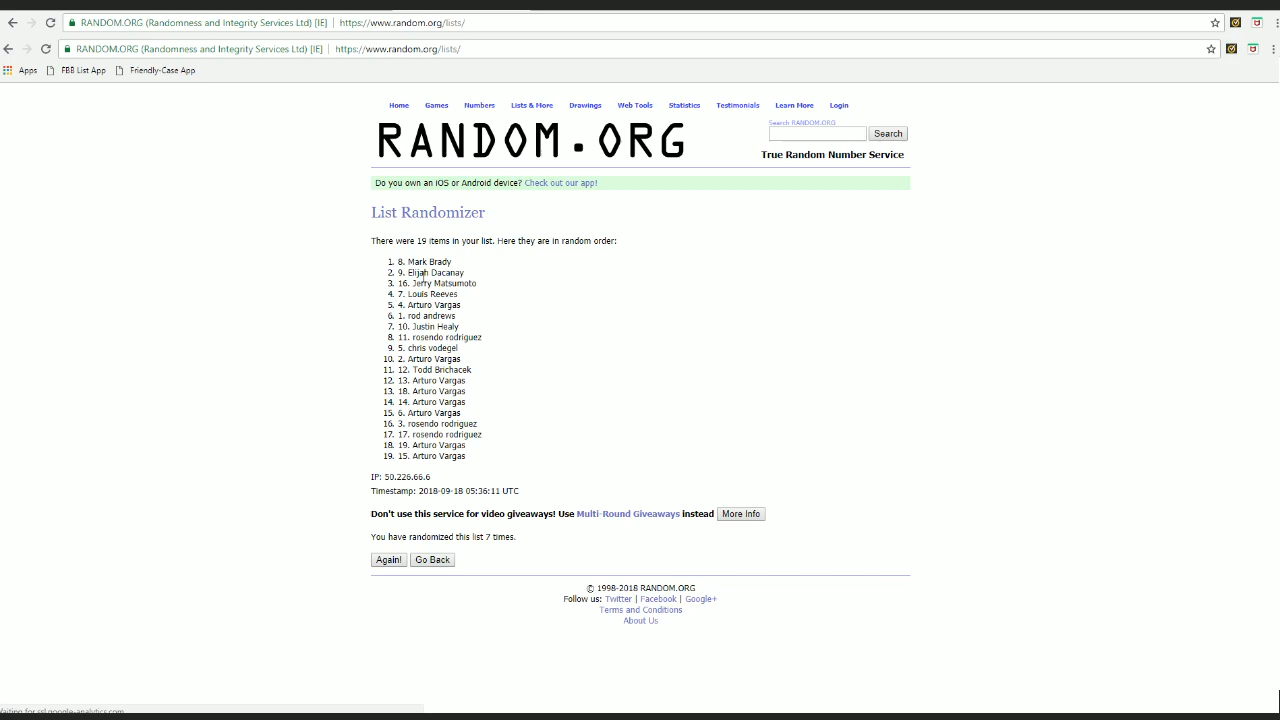 RANDOM.ORG (Randomness and Integrity Services Ltd) [IE] | https://www.random.org/lists/
RANDOM.ORG (Randomness and Integrity Services Ltd) [IE] | https://www.random.org/lists/
Apps FBB List App Friendly-Case App
Home Games Numbers Lists & More Drawings Web Tools Statistics Testimonials Learn More Login
Search RANDOM.ORG
RANDOM.ORG
Search
True Random Number Service
Do you own an iOS or Android device? Check out our app!
List Randomizer
There were 19 items in your list. Here they are in random order:
1. 8. Mark Brady
2. 9. Elijah Dacanay
3. 16. Jerry Matsumoto
4. 7. Louis Reeves
5. 4. Arturo Vargas
6. 1. rod andrews
7. 10. Justin Healy
8. 11. rosendo rodriguez
9. 5. chris vodegel
10. 2. Arturo Vargas
11. 12. Todd Brichacek
12. 13. Arturo Vargas
13. 18. Arturo Vargas
14. 14. Arturo Vargas
15. 6. Arturo Vargas
16. 3. rosendo rodriguez
17. 17. rosendo rodriguez
18. 19. Arturo Vargas
19. 15. Arturo Vargas
IP: 50.226.66.6
Timestamp: 2018-09-18 05:36:11 UTC
Don't use this service for video giveaways! Use Multi-Round Giveaways instead More Info
You have randomized this list 7 times.
Again! Go Back
© 1998-2018 RANDOM.ORG
Follow us: Twitter | Facebook | Google+
Terms and Conditions
About Us